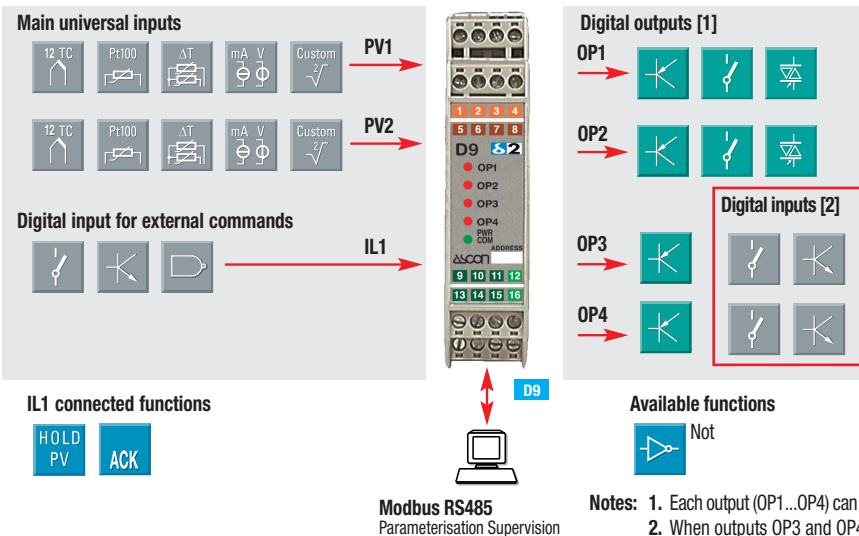 Main universal inputs
12 TC
Pt100
ΔT
mA V
Custom
2/
√
PV1
12 TC
Pt100
ΔT
mA V
Custom
2/
√
PV2
Digital input for external commands
IL1
1 2 3 4
5 6 7 8
D9 2
OP1
OP2
OP3
OP4
PWR
COM
ADDRESS
ascon
9 10 11 12
13 14 15 16
D9
Digital outputs [1]
OP1
OP2
Digital inputs [2]
OP3
OP4
IL1 connected functions
HOLD
PV
ACK
Modbus RS485
Parameterisation Supervision
Available functions
Not
Notes: 1. Each output (OP1...OP4) can
2. When outputs OP3 and OP4